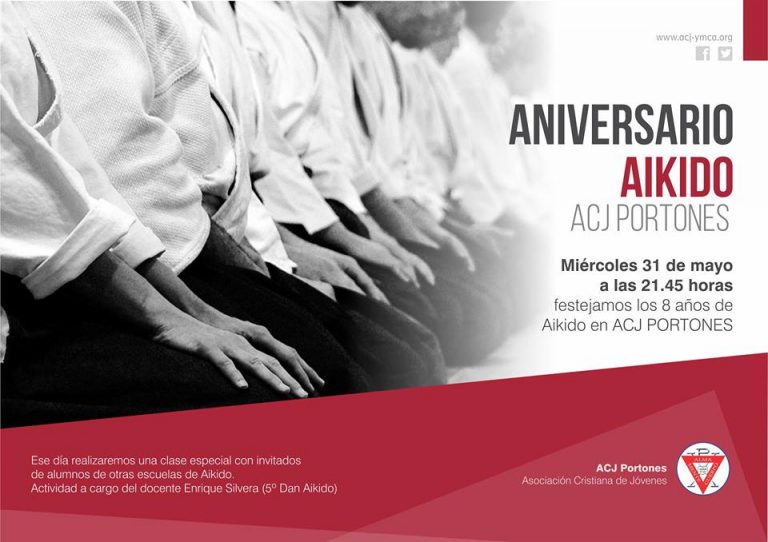 www.acj-ymca.org
ANIVERSARIO
AIKIDO
ACJ PORTONES
Miércoles 31 de mayo
a las 21.45 horas
festejamos los 8 años de
Aikido en ACJ PORTONES
Ese día realizaremos una clase especial con invitados
de alumnos de otras escuelas de Aikido.
Actividad a cargo del docente Enrique Silvera (5º Dan Aikido)
ACJ Portones
Asociación Cristiana de Jóvenes
ALMA